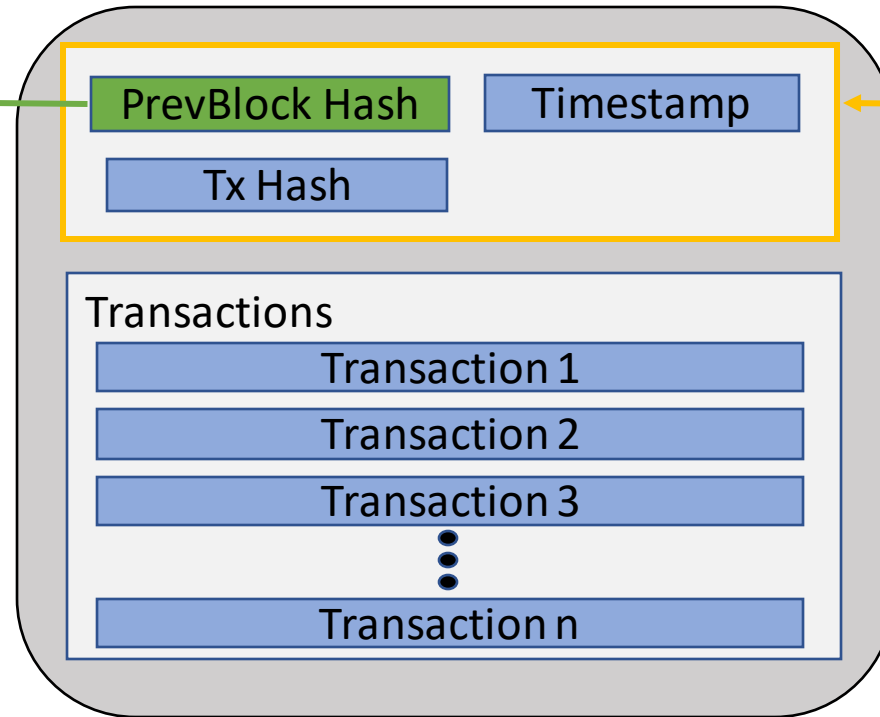 PrevBlock Hash
Timestamp
Tx Hash
Transactions
Transaction 1
Transaction 2
Transaction 3
Transaction n